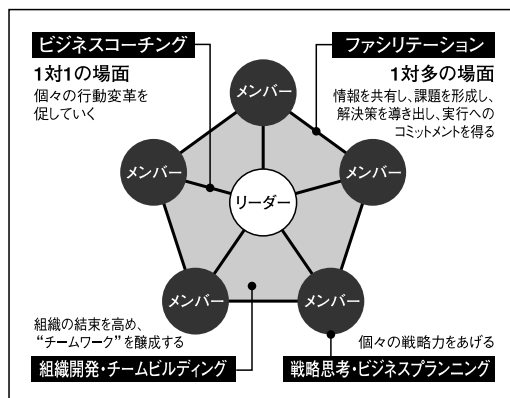 ビジネスコーチング
1対1の場面
個々の行動変革を
促していく
ファシリテーション
1対多の場面
情報を共有し、課題を形成し、
解決策を導き出し、実行への
コミットメントを得る
メンバー
メンバー
メンバー
リーダー
メンバー
メンバー
組織の結束を高め、
“チームワーク”を醸成する
組織開発・チームビルディング
個々の戦略力をあげる
戦略思考・ビジネスプランニング